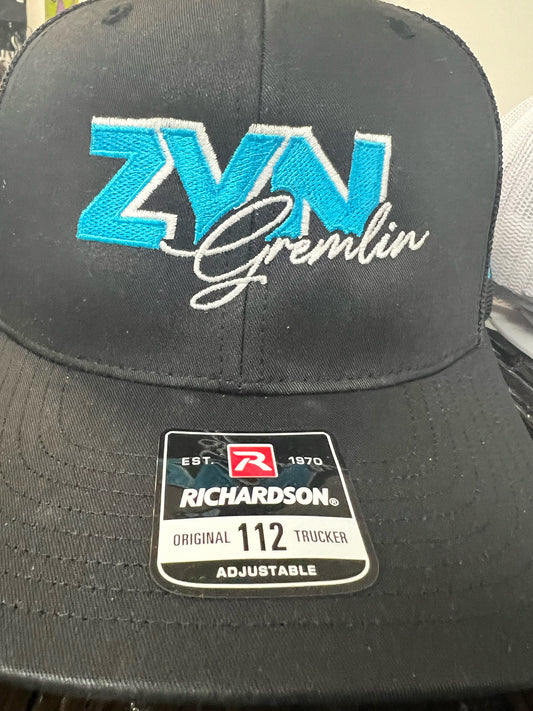 ZYN
Gremlin
EST. R 1970
RICHARDSON®
ORIGINAL 112 TRUCKER
ADJUSTABLE